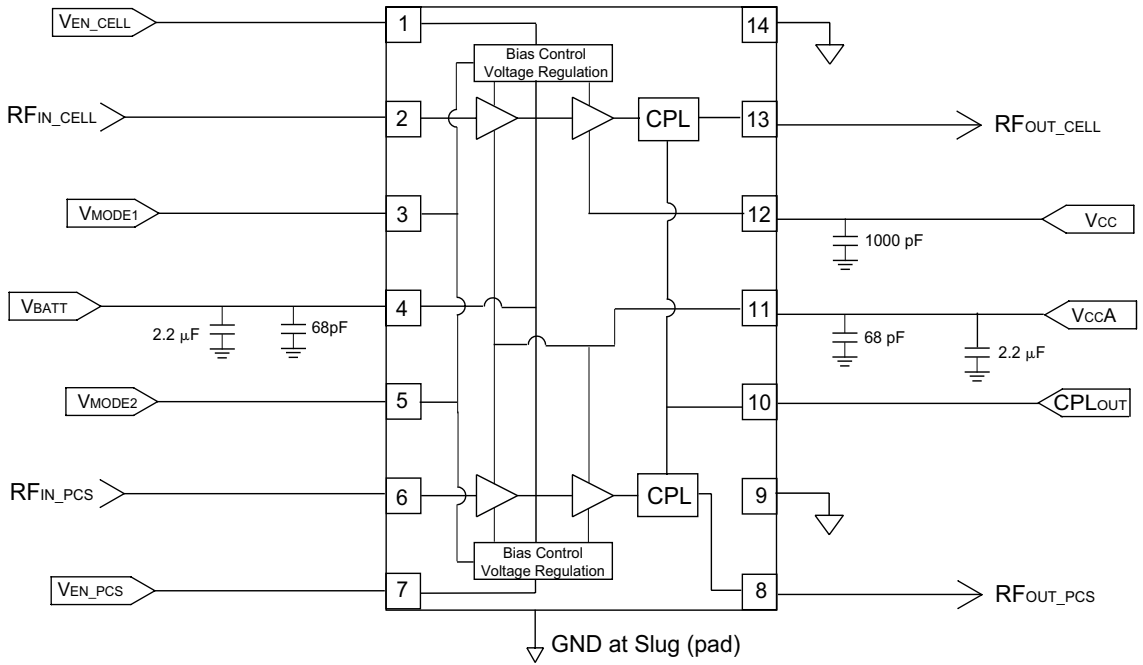 VEN_CELL
1
14
Bias Control
Voltage Regulation
RFIN_CELL
2
CPL
13
RFOUT_CELL
VMODE1
3
12
VCC
1000 pF
VBATT
4
11
VCCA
2.2 μF
68pF
68 pF
2.2 μF
VMODE2
5
10
CPLOUT
RFIN_PCS
6
CPL
9
Bias Control
Voltage Regulation
VEN_PCS
7
8
RFOUT_PCS
GND at Slug (pad)